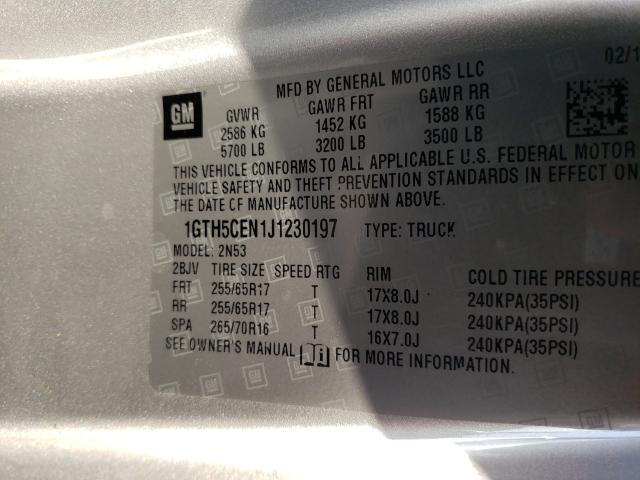 02/1
MFD BY GENERAL MOTORS LLC
GM
GVWR GAWR FRT GAWR RR
2586 KG 1452 KG 1588 KG
5700 LB 3200 LB 3500 LB
THIS VEHICLE CONFORMS TO ALL APPLICABLE U.S. FEDERAL MOTOR
VEHICLE SAFETY AND THEFT PREVENTION STANDARDS IN EFFECT ON
THE DATE OF MANUFACTURE SHOWN ABOVE.
1GTH5CEN1J1230197 TYPE: TRUCK
MODEL: 2N53
2BJV TIRE SIZE SPEED RTG RIM COLD TIRE PRESSURE
FRT 255/65R17 T 17X8.0J 240KPA(35PSI)
RR 255/65R17 T 17X8.0J 240KPA(35PSI)
SPA 265/70R16 T 16X7.0J 240KPA(35PSI)
SEE OWNER'S MANUAL i FOR MORE INFORMATION.